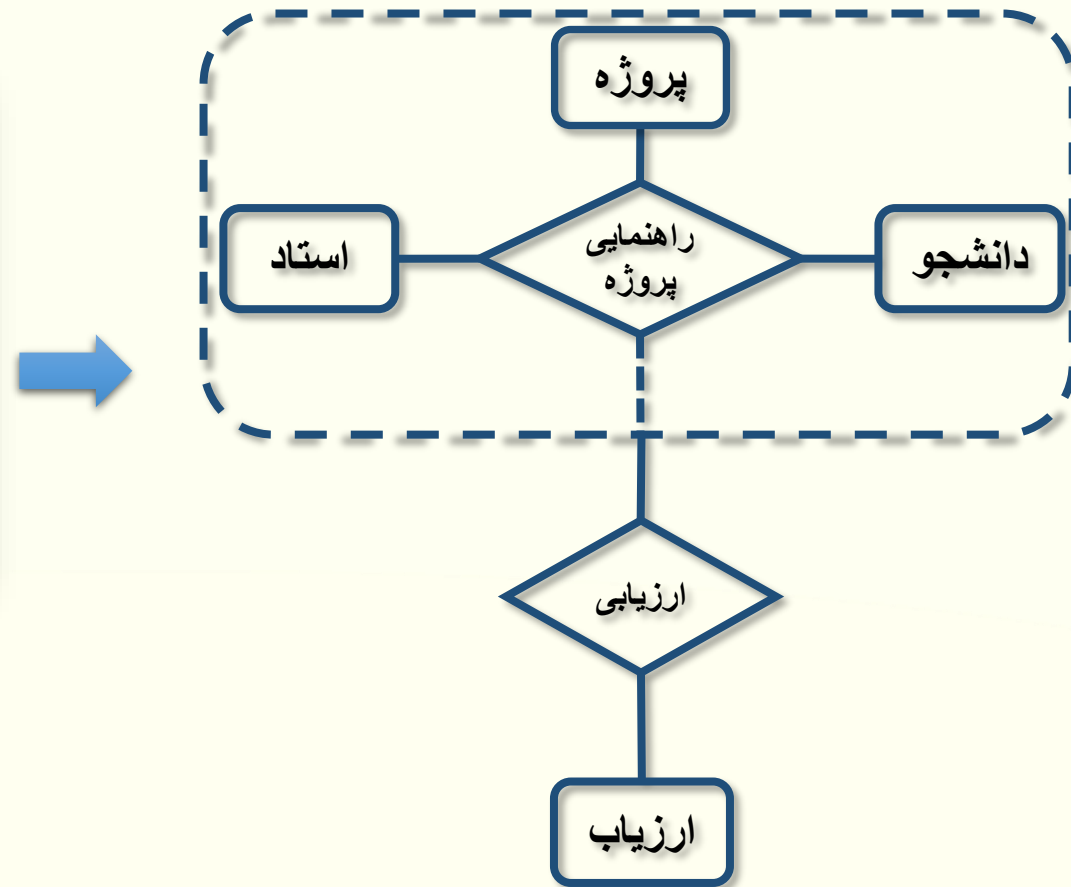 پروژه
دانشجو
راهنمایی
پروژه
استاد
ارزیابی
ارزیاب